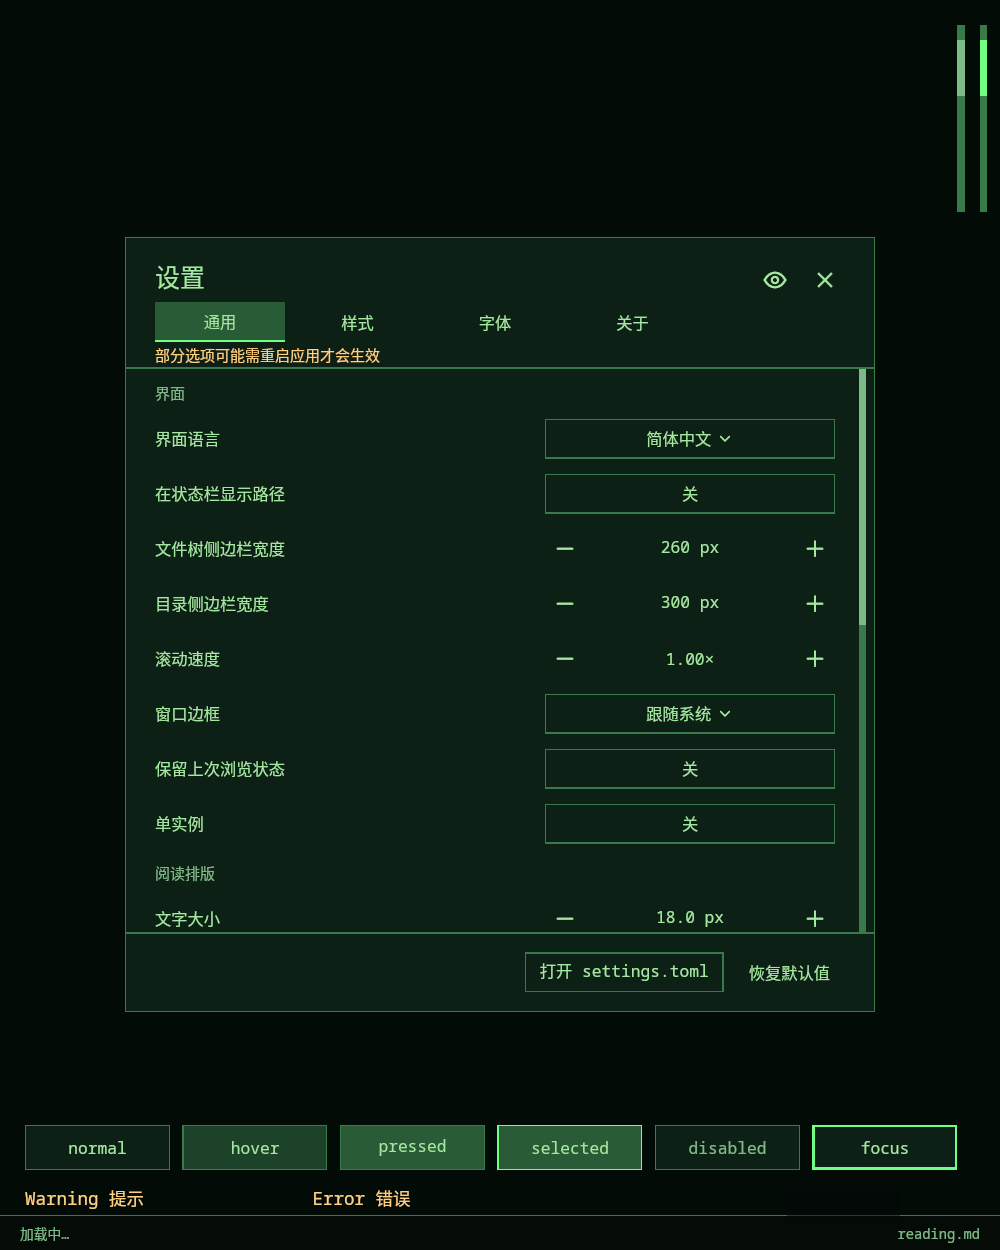 设置
通用 样式 字体 关于
部分选项可能需重启应用才会生效
界面
界面语言 简体中文
在状态栏显示路径 关
文件树侧边栏宽度 260 px
目录侧边栏宽度 300 px
滚动速度 1.00×
窗口边框 跟随系统
保留上次浏览状态 关
单实例 关
阅读排版
文字大小 18.0 px
打开 settings.toml 恢复默认值
normal hover pressed selected disabled focus
Warning 提示 Error 错误
加载中… reading.md